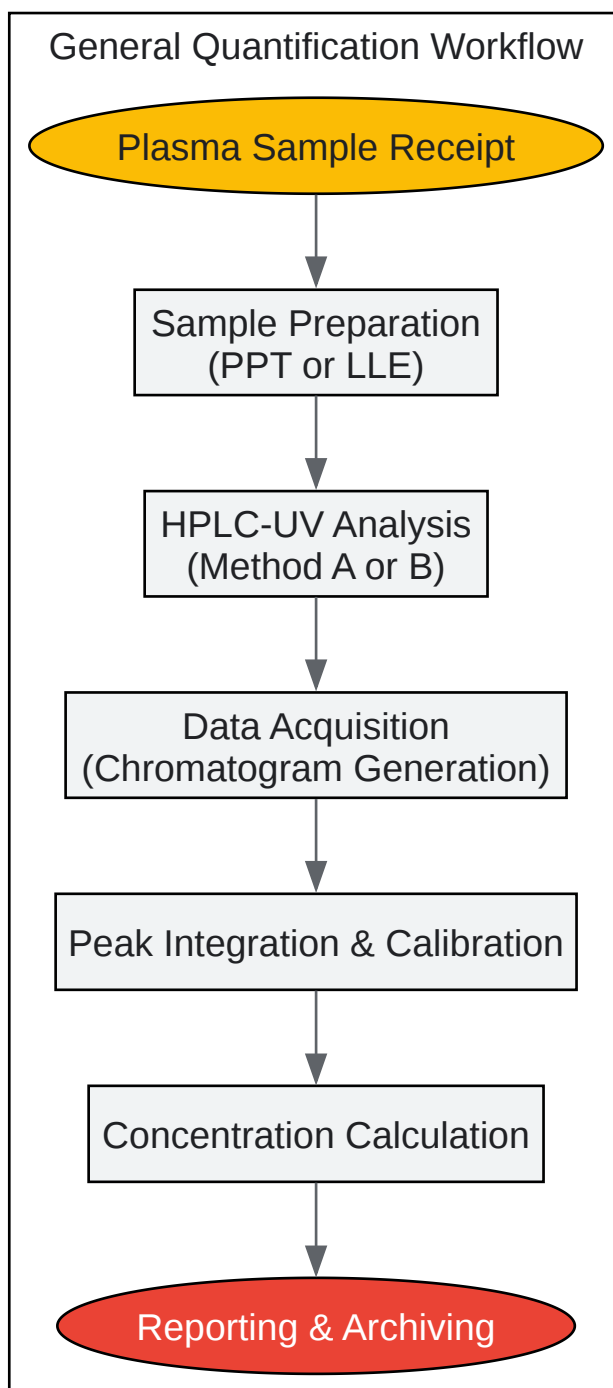 General Quantification Workflow
Plasma Sample Receipt
Sample Preparation
(PPT or LLE)
HPLC-UV Analysis
(Method A or B)
Data Acquisition
(Chromatogram Generation)
Peak Integration & Calibration
Concentration Calculation
Reporting & Archiving